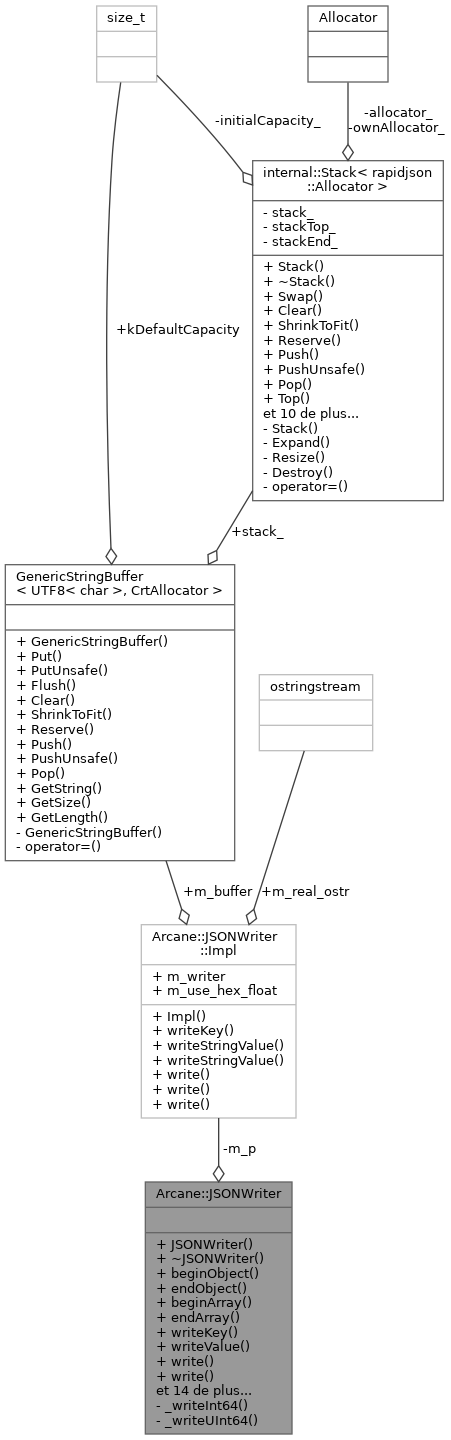 size_t
Allocator
-initialCapacity_
-allocator_
-ownAllocator_
internal::Stack< rapidjson
::Allocator >
- stack_
- stackTop_
- stackEnd_
+ Stack()
+ ~Stack()
+ Swap()
+ Clear()
+ ShrinkToFit()
+ Reserve()
+ Push()
+ PushUnsafe()
+ Pop()
+ Top()
et 10 de plus...
- Stack()
- Expand()
- Resize()
- Destroy()
- operator=()
+kDefaultCapacity
+stack_
GenericStringBuffer
< UTF8< char >, CrtAllocator >
+ GenericStringBuffer()
+ Put()
+ PutUnsafe()
+ Flush()
+ Clear()
+ ShrinkToFit()
+ Reserve()
+ Push()
+ PushUnsafe()
+ Pop()
+ GetString()
+ GetSize()
+ GetLength()
- GenericStringBuffer()
- operator=()
ostringstream
+m_buffer
+m_real_ostr
Arcane::JSONWriter
::Impl
+ m_writer
+ m_use_hex_float
+ Impl()
+ writeKey()
+ writeStringValue()
+ writeStringValue()
+ write()
+ write()
+ write()
-m_p
Arcane::JSONWriter
+ JSONWriter()
+ ~JSONWriter()
+ beginObject()
+ endObject()
+ beginArray()
+ endArray()
+ writeKey()
+ writeValue()
+ write()
+ write()
et 14 de plus...
- _writeInt64()
- _writeUInt64()